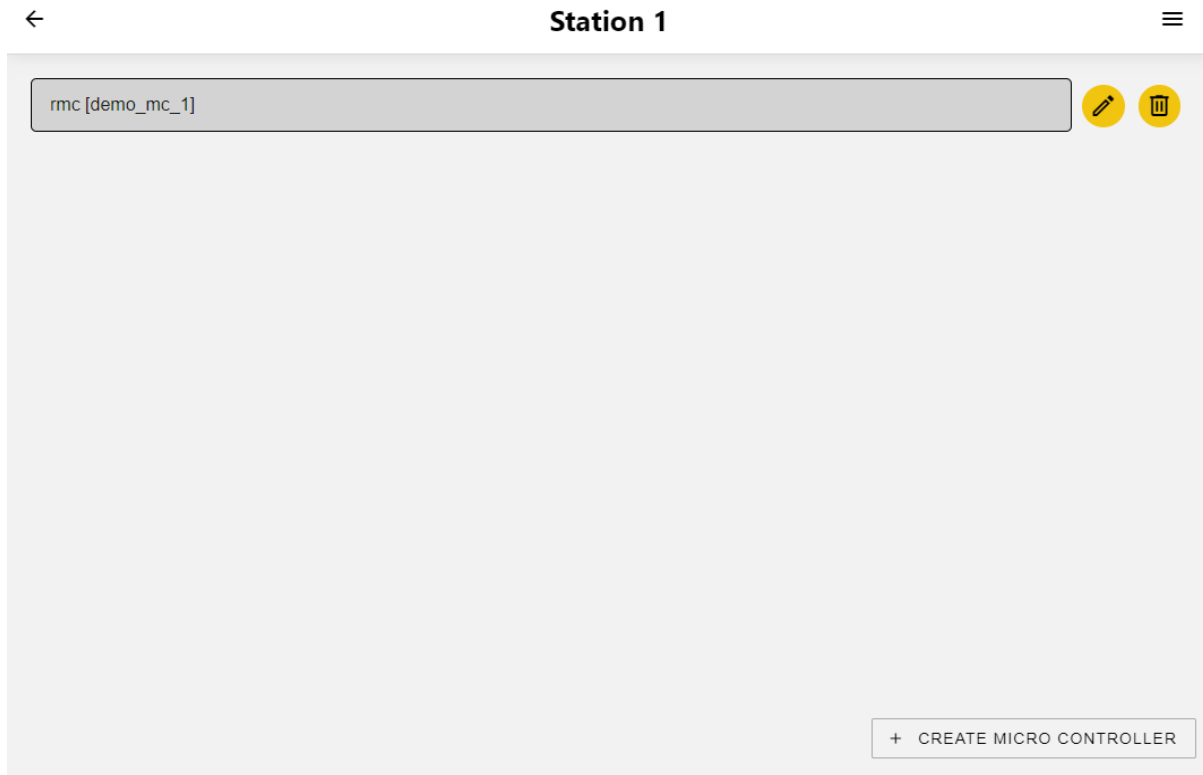 Station 1
rmc [demo_mc_1]
+ CREATE MICRO CONTROLLER